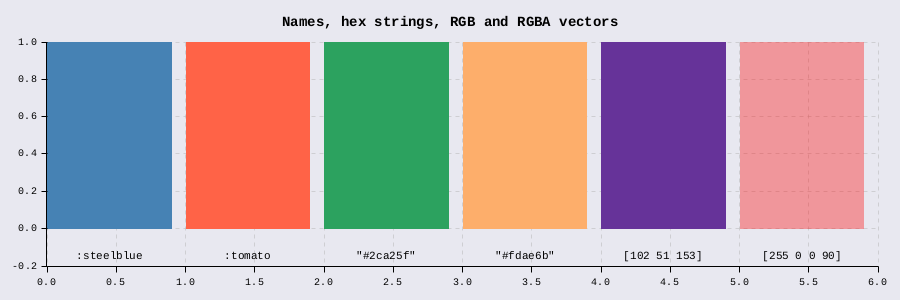 Names, hex strings, RGB and RGBA vectors
1.0
0.8
0.6
0.4
0.2
0.0
-0.2
:steelblue :tomato "#2ca25f" "#fdae6b" [102 51 153] [255 0 0 90]
0.0 0.5 1.0 1.5 2.0 2.5 3.0 3.5 4.0 4.5 5.0 5.5 6.0